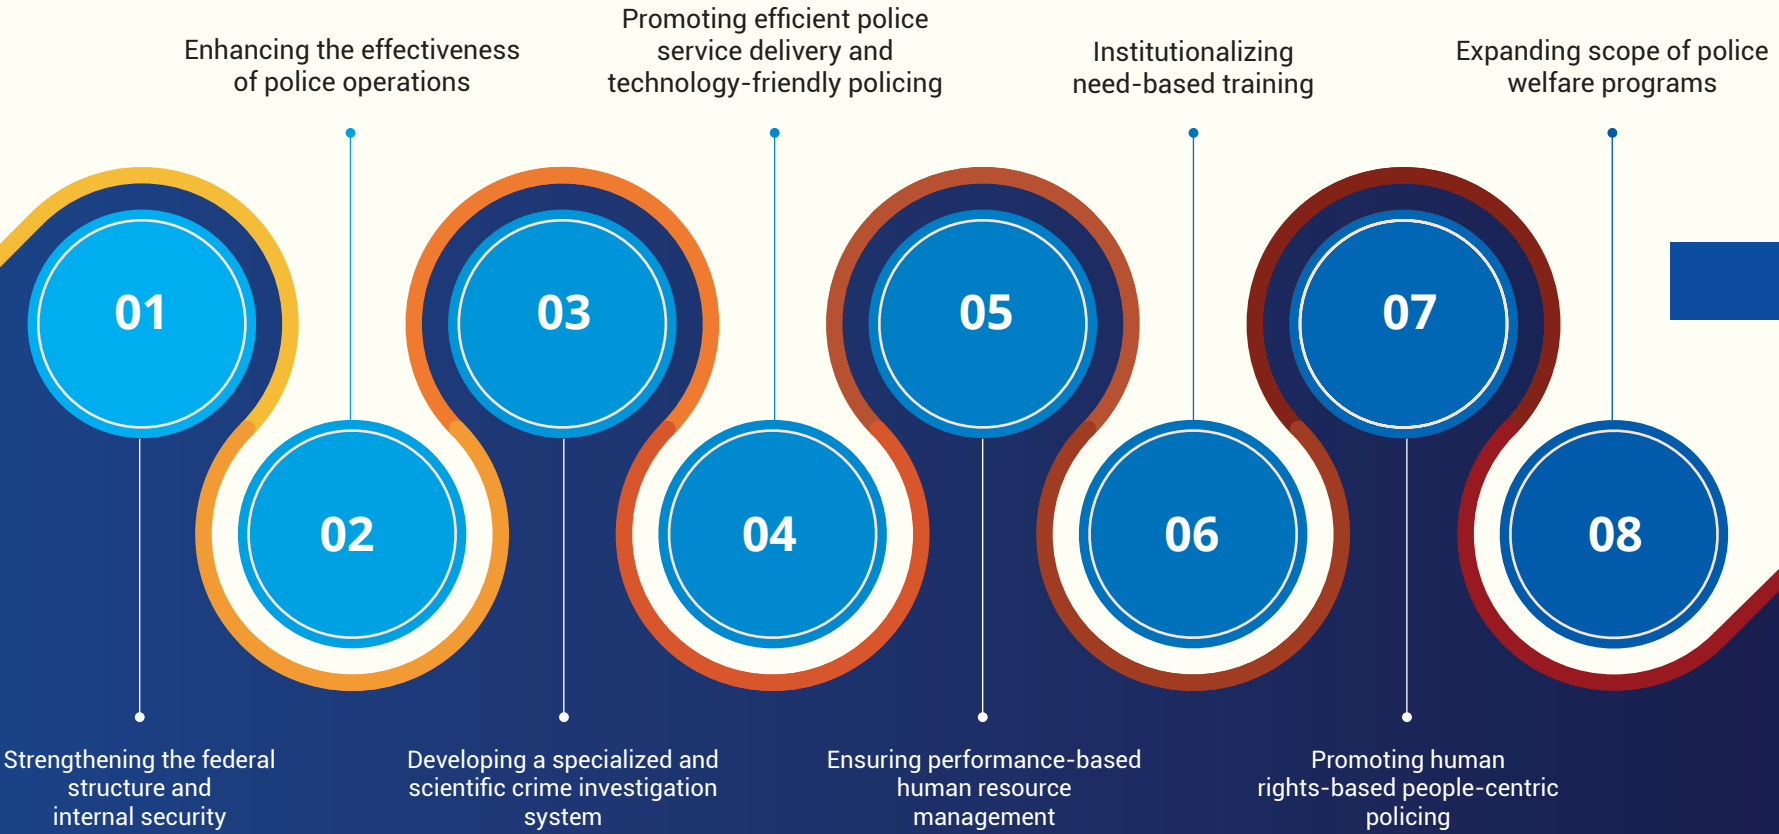 Enhancing the effectiveness
of police operations
Promoting efficient police
service delivery and
technology-friendly policing
Institutionalizing
need-based training
Expanding scope of police
welfare programs
01
02
03
04
05
06
07
08
Strengthening the federal
structure and
internal security
Developing a specialized and
scientific crime investigation
system
Ensuring performance-based
human resource
management
Promoting human
rights-based people-centric
policing